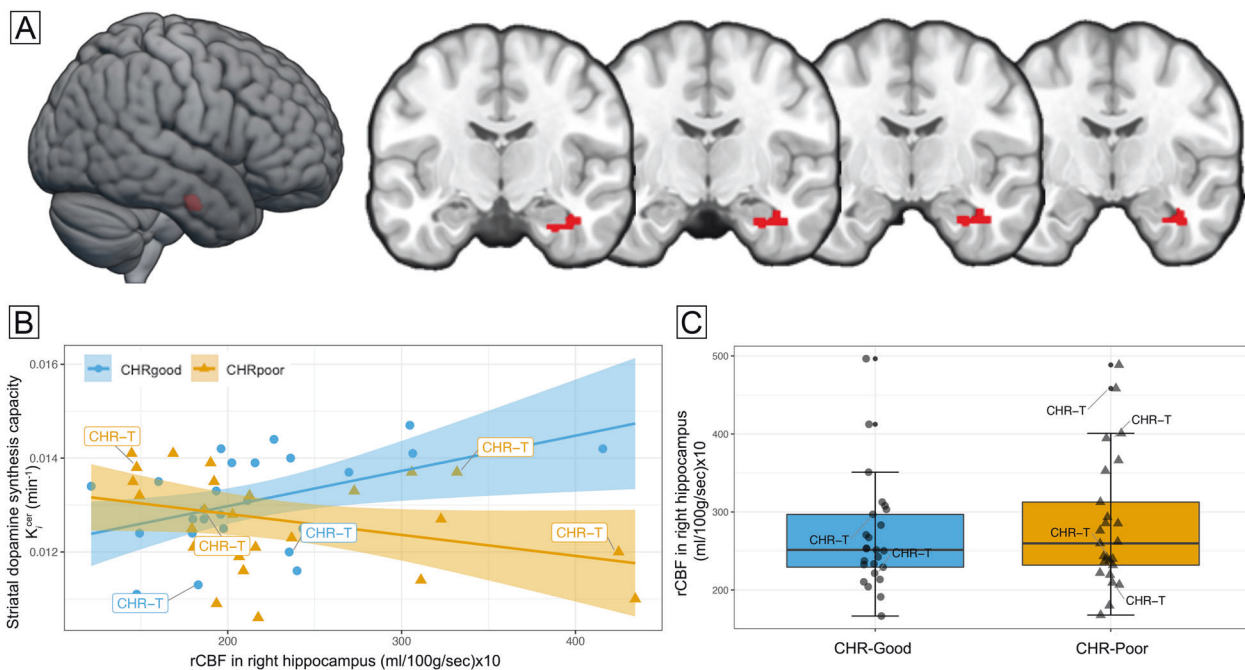 A
B
CHRgood CHRpoor
0.016
0.014
0.012
Striatal dopamine synthesis capacity
K_i^cer (min⁻¹)
CHR-T
CHR-T
CHR-T
CHR-T
CHR-T
CHR-T
200 300 400
rCBF in right hippocampus (ml/100g/sec)x10
C
500
400
300
200
rCBF in right hippocampus
(ml/100g/sec)x10
CHR-T
CHR-T
CHR-T
CHR-T
CHR-T
CHR-T
CHR-Good CHR-Poor